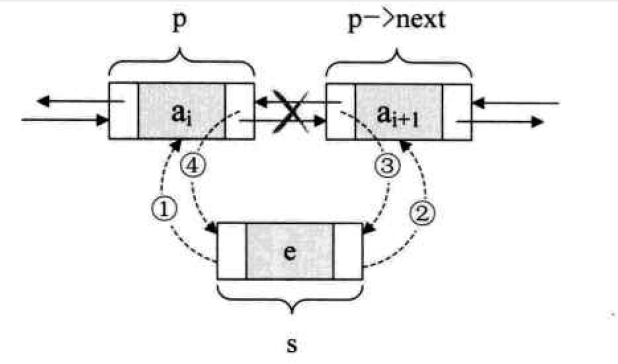 p p->next
aᵢ aᵢ₊₁
④ ③
① ②
e
s